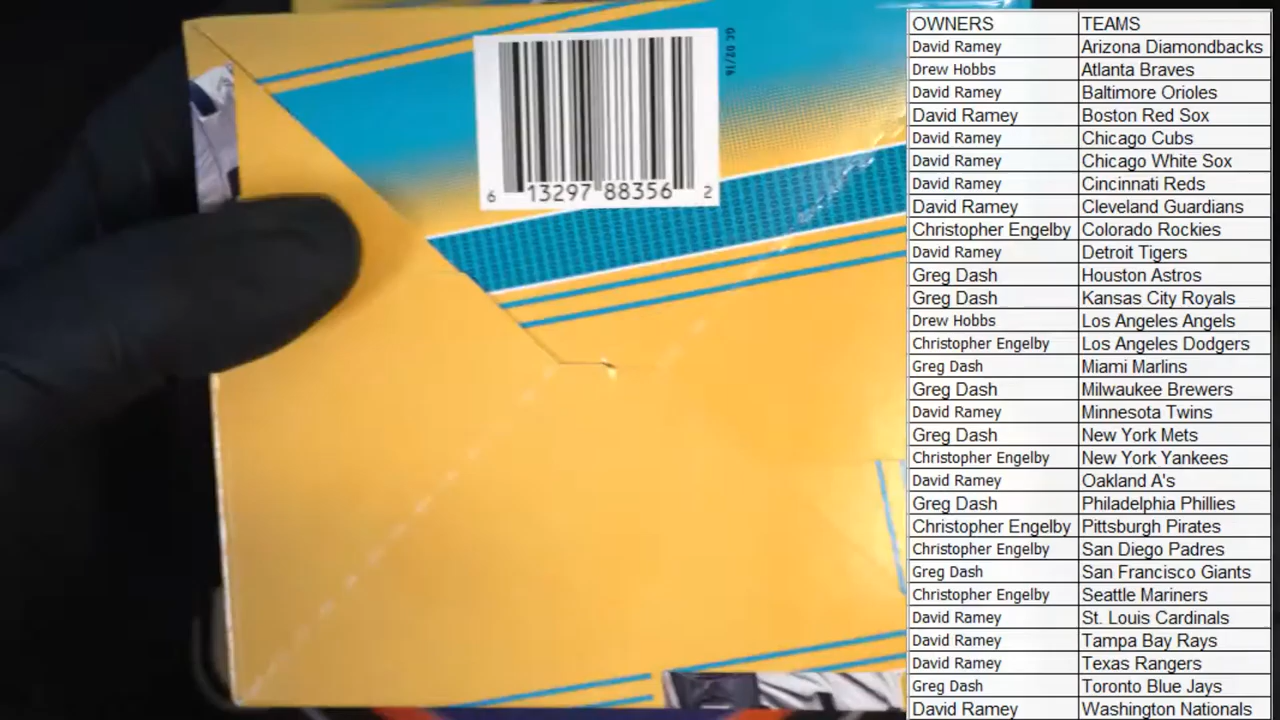 GC 02/16
6 13297 88356 2
OWNERS TEAMS
David Ramey Arizona Diamondbacks
Drew Hobbs Atlanta Braves
David Ramey Baltimore Orioles
David Ramey Boston Red Sox
David Ramey Chicago Cubs
David Ramey Chicago White Sox
David Ramey Cincinnati Reds
David Ramey Cleveland Guardians
Christopher Engelby Colorado Rockies
David Ramey Detroit Tigers
Greg Dash Houston Astros
Greg Dash Kansas City Royals
Drew Hobbs Los Angeles Angels
Christopher Engelby Los Angeles Dodgers
Greg Dash Miami Marlins
Greg Dash Milwaukee Brewers
David Ramey Minnesota Twins
Greg Dash New York Mets
Christopher Engelby New York Yankees
David Ramey Oakland A's
Greg Dash Philadelphia Phillies
Christopher Engelby Pittsburgh Pirates
Christopher Engelby San Diego Padres
Greg Dash San Francisco Giants
Christopher Engelby Seattle Mariners
David Ramey St. Louis Cardinals
David Ramey Tampa Bay Rays
David Ramey Texas Rangers
Greg Dash Toronto Blue Jays
David Ramey Washington Nationals